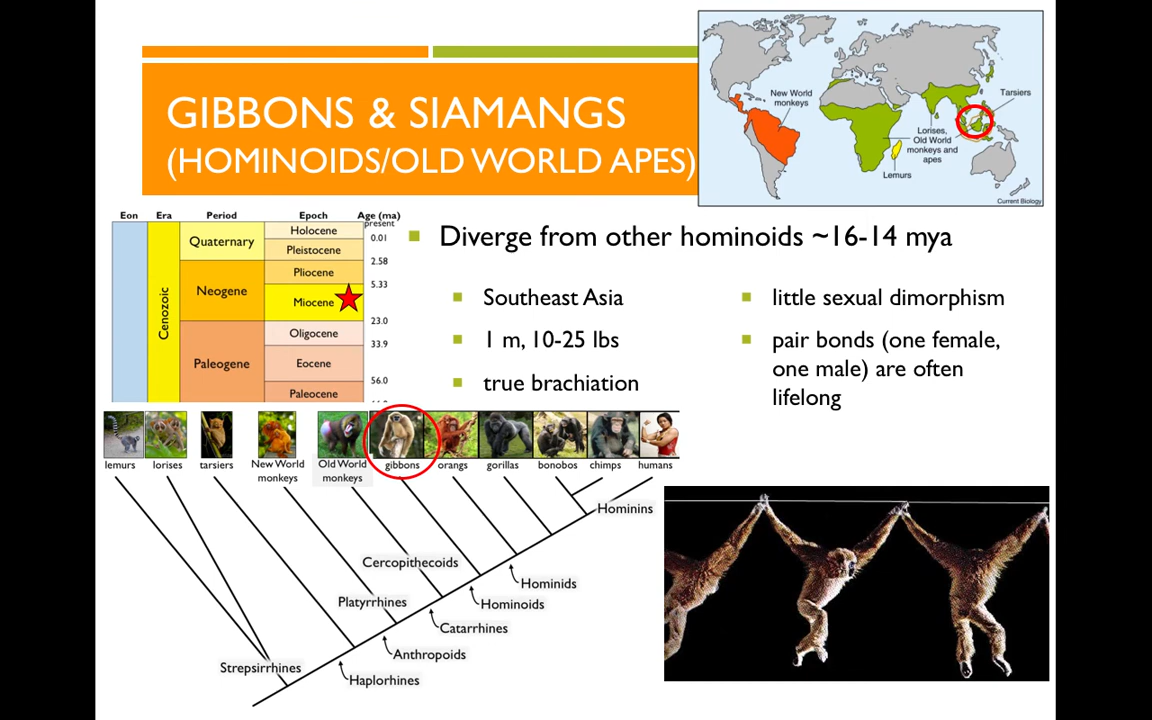 GIBBONS & SIAMANGS
(HOMINOIDS/OLD WORLD APES)
New World
monkeys
Tarsiers
Lorises,
Old World
monkeys and
apes
Lemurs
Current Biology
Eon Era Period Epoch Age (ma)
present
Holocene
0.01
Quaternary
Pleistocene
2.58
Pliocene
5.33
Neogene
Miocene
23.0
Oligocene
33.9
Cenozoic
Paleogene
Eocene
56.0
Paleocene
Diverge from other hominoids ~16-14 mya
Southeast Asia
1 m, 10-25 lbs
true brachiation
little sexual dimorphism
pair bonds (one female,
one male) are often
lifelong
lemurs
lorises
tarsiers
New World
monkeys
Old World
monkeys
gibbons
orangs
gorillas
bonobos
chimps
humans
Hominins
Cercopithecoids
Hominids
Platyrrhines
Hominoids
Catarrhines
Anthropoids
Strepsirrhines
Haplorhines